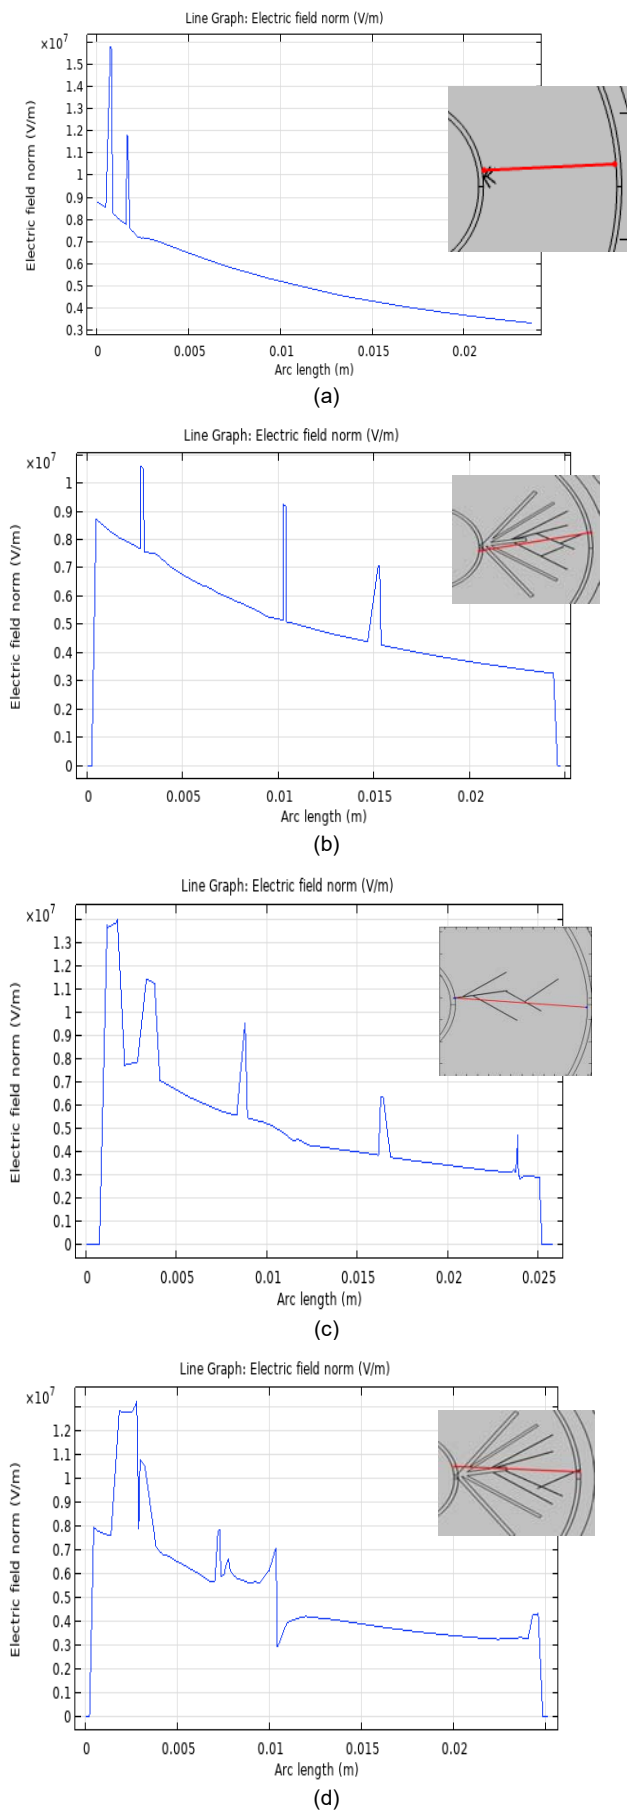 Line Graph: Electric field norm (V/m)
×10⁷
Electric field norm (V/m)
1.5
1.4
1.3
1.2
1.1
1
0.9
0.8
0.7
0.6
0.5
0.4
0.3
0 0.005 0.01 0.015 0.02
Arc length (m)
(a)
Line Graph: Electric field norm (V/m)
×10⁷
Electric field norm (V/m)
1
0.9
0.8
0.7
0.6
0.5
0.4
0.3
0.2
0.1
0
0 0.005 0.01 0.015 0.02
Arc length (m)
(b)
Line Graph: Electric field norm (V/m)
×10⁷
Electric field norm (V/m)
1.3
1.2
1.1
1
0.9
0.8
0.7
0.6
0.5
0.4
0.3
0.2
0.1
0
0 0.005 0.01 0.015 0.02 0.025
Arc length (m)
(c)
Line Graph: Electric field norm (V/m)
×10⁷
Electric field norm (V/m)
1.2
1.1
1
0.9
0.8
0.7
0.6
0.5
0.4
0.3
0.2
0.1
0
0 0.005 0.01 0.015 0.02
Arc length (m)
(d)